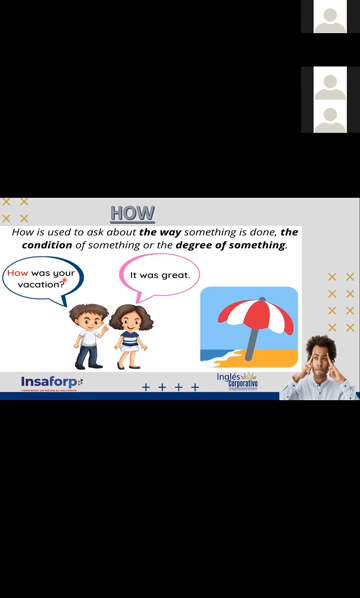 HOW
How is used to ask about the way something is done, the
condition of something or the degree of something.
How was your
vacation?
It was great.
Insaforp
Inglés
Corporativo